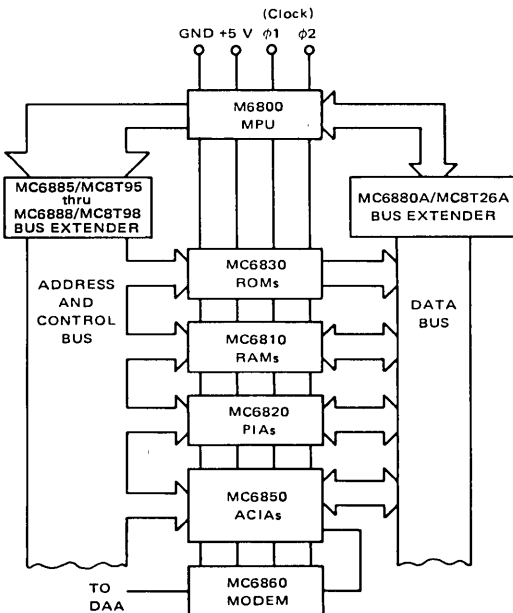 (Clock)
GND +5 V ϕ1 ϕ2
M6800
MPU
MC6885/MC8T95
thru
MC6888/MC8T98
BUS EXTENDER
MC6880A/MC8T26A
BUS EXTENDER
ADDRESS
AND
CONTROL
BUS
MC6830
ROMs
DATA
BUS
MC6810
RAMs
MC6820
PIAs
MC6850
ACIAs
TO
DAA
MC6860
MODEM